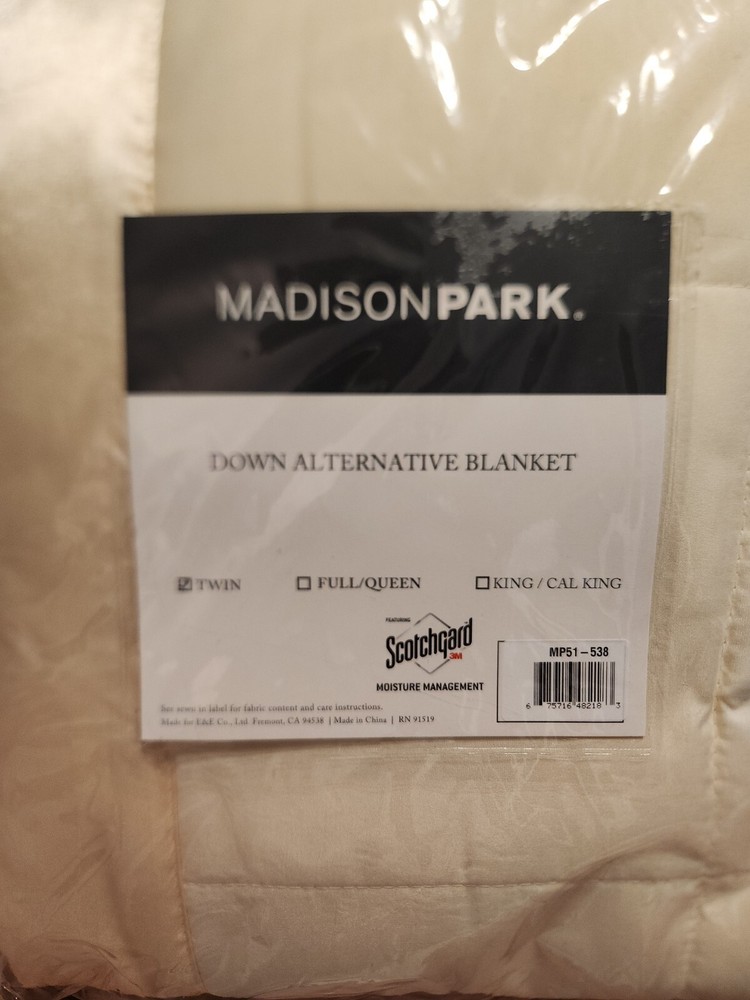 MADISONPARK®
DOWN ALTERNATIVE BLANKET
☑ TWIN ☐ FULL/QUEEN ☐ KING / CAL KING
FEATURING
Scotchgard
3M
MOISTURE MANAGEMENT
MP51-538
6 75716 48218 3
See sewn in label for fabric content and care instructions.
Made for E&E Co., Ltd Fremont, CA 94538 | Made in China | RN 91519